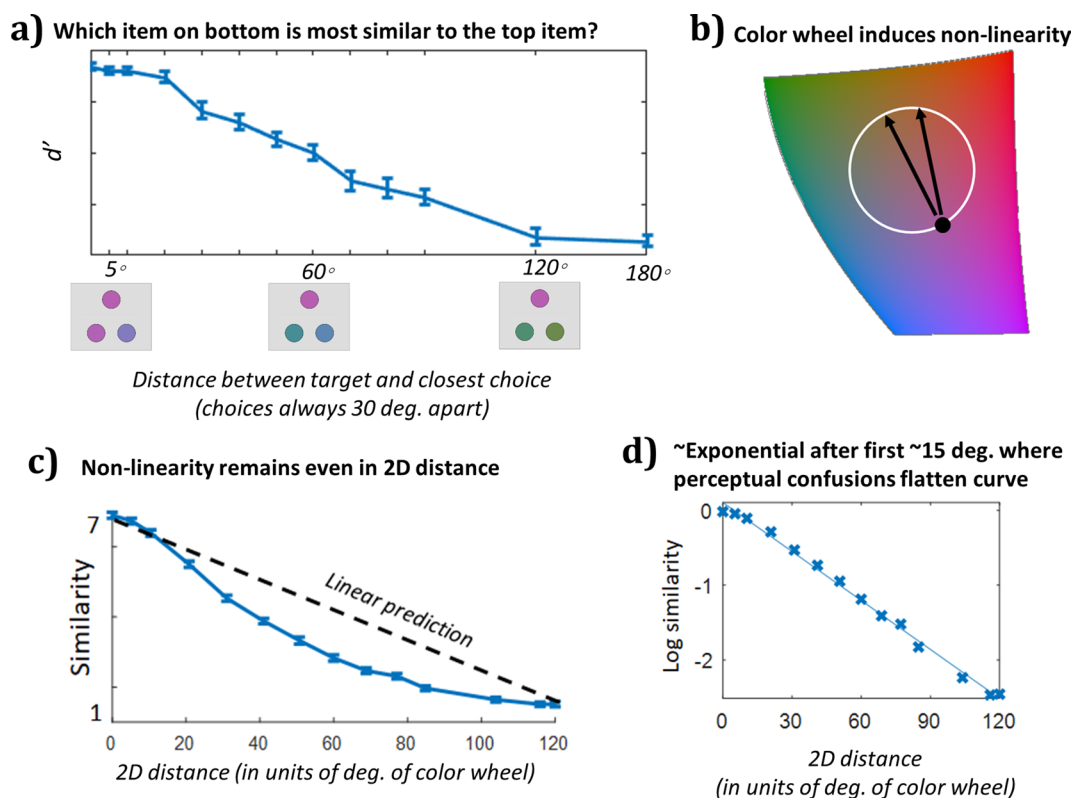 a) Which item on bottom is most similar to the top item?
d'
5° 60° 120° 180°
Distance between target and closest choice
(choices always 30 deg. apart)
b) Color wheel induces non-linearity
c) Non-linearity remains even in 2D distance
7
Similarity
1
Linear prediction
0 20 40 60 80 100 120
2D distance (in units of deg. of color wheel)
d) ~Exponential after first ~15 deg. where
perceptual confusions flatten curve
0
-1
-2
Log similarity
0 30 60 90 120
2D distance
(in units of deg. of color wheel)